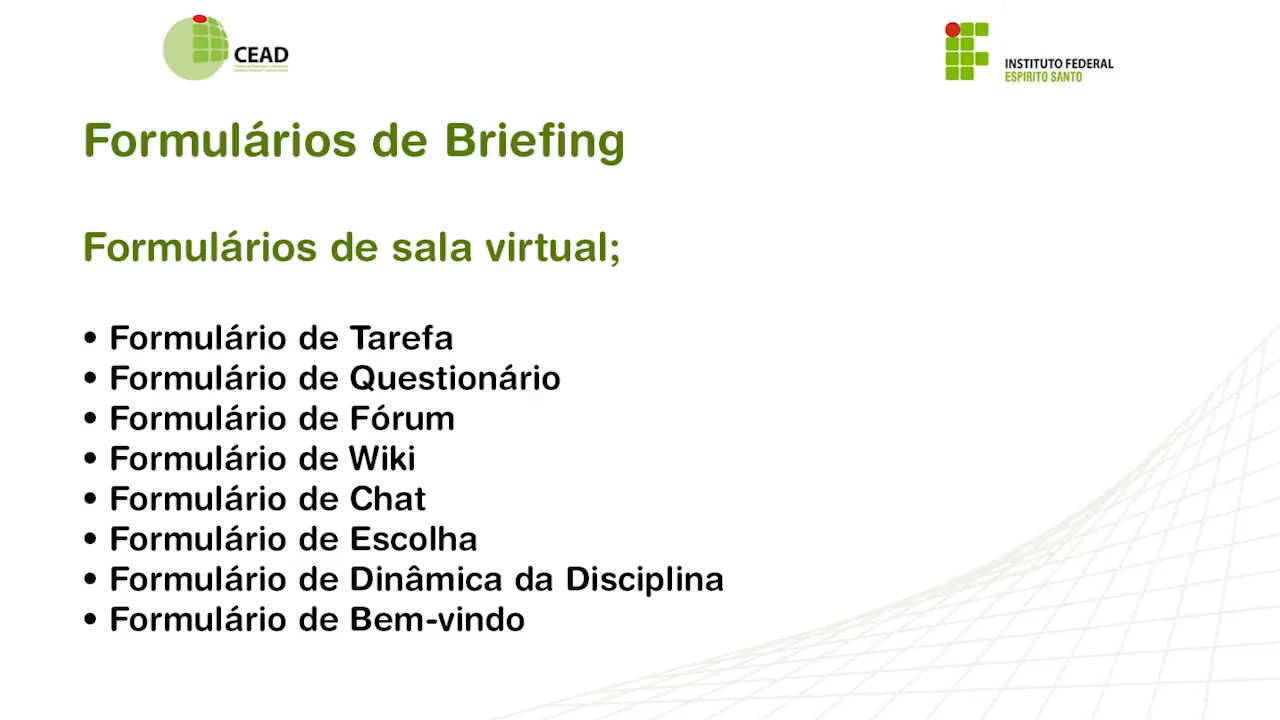 CEAD
INSTITUTO FEDERAL
ESPIRITO SANTO
Formulários de Briefing
Formulários de sala virtual;
• Formulário de Tarefa
• Formulário de Questionário
• Formulário de Fórum
• Formulário de Wiki
• Formulário de Chat
• Formulário de Escolha
• Formulário de Dinâmica da Disciplina
• Formulário de Bem-vindo